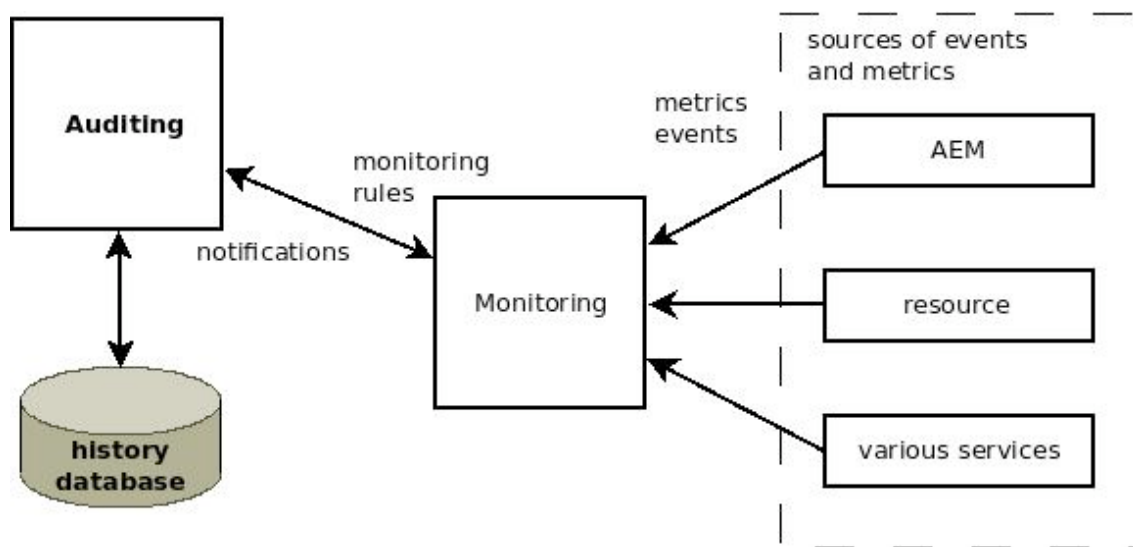 sources of events
and metrics
Auditing
metrics
events
AEM
monitoring
rules
notifications
Monitoring
resource
history
database
various services